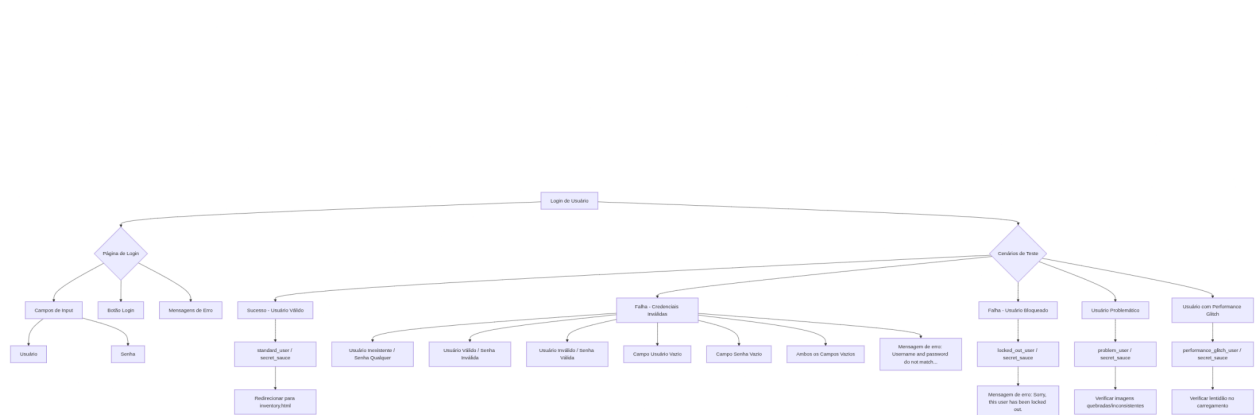 Login de Usuário
Página de Login
Cenários de Teste
Campos de Input
Botão Login
Mensagens de Erro
Sucesso - Usuário Válido
Falha - Credenciais
Inválidas
Falha - Usuário Bloqueado
Usuário Problemático
Usuário com Performance
Glitch
Usuário
Senha
standard_user /
secret_sauce
Usuário Inexistente /
Senha Qualquer
Usuário Válido / Senha
Inválida
Usuário Inválido / Senha
Válida
Campo Usuário Vazio
Campo Senha Vazio
Ambos os Campos Vazios
Mensagem de erro:
Username and password
do not match...
locked_out_user /
secret_sauce
problem_user /
secret_sauce
performance_glitch_user /
secret_sauce
Redirecionar para
inventory.html
Mensagem de erro: Sorry,
this user has been locked
out.
Verificar imagens
quebradas/inconsistentes
Verificar lentidão no
carregamento